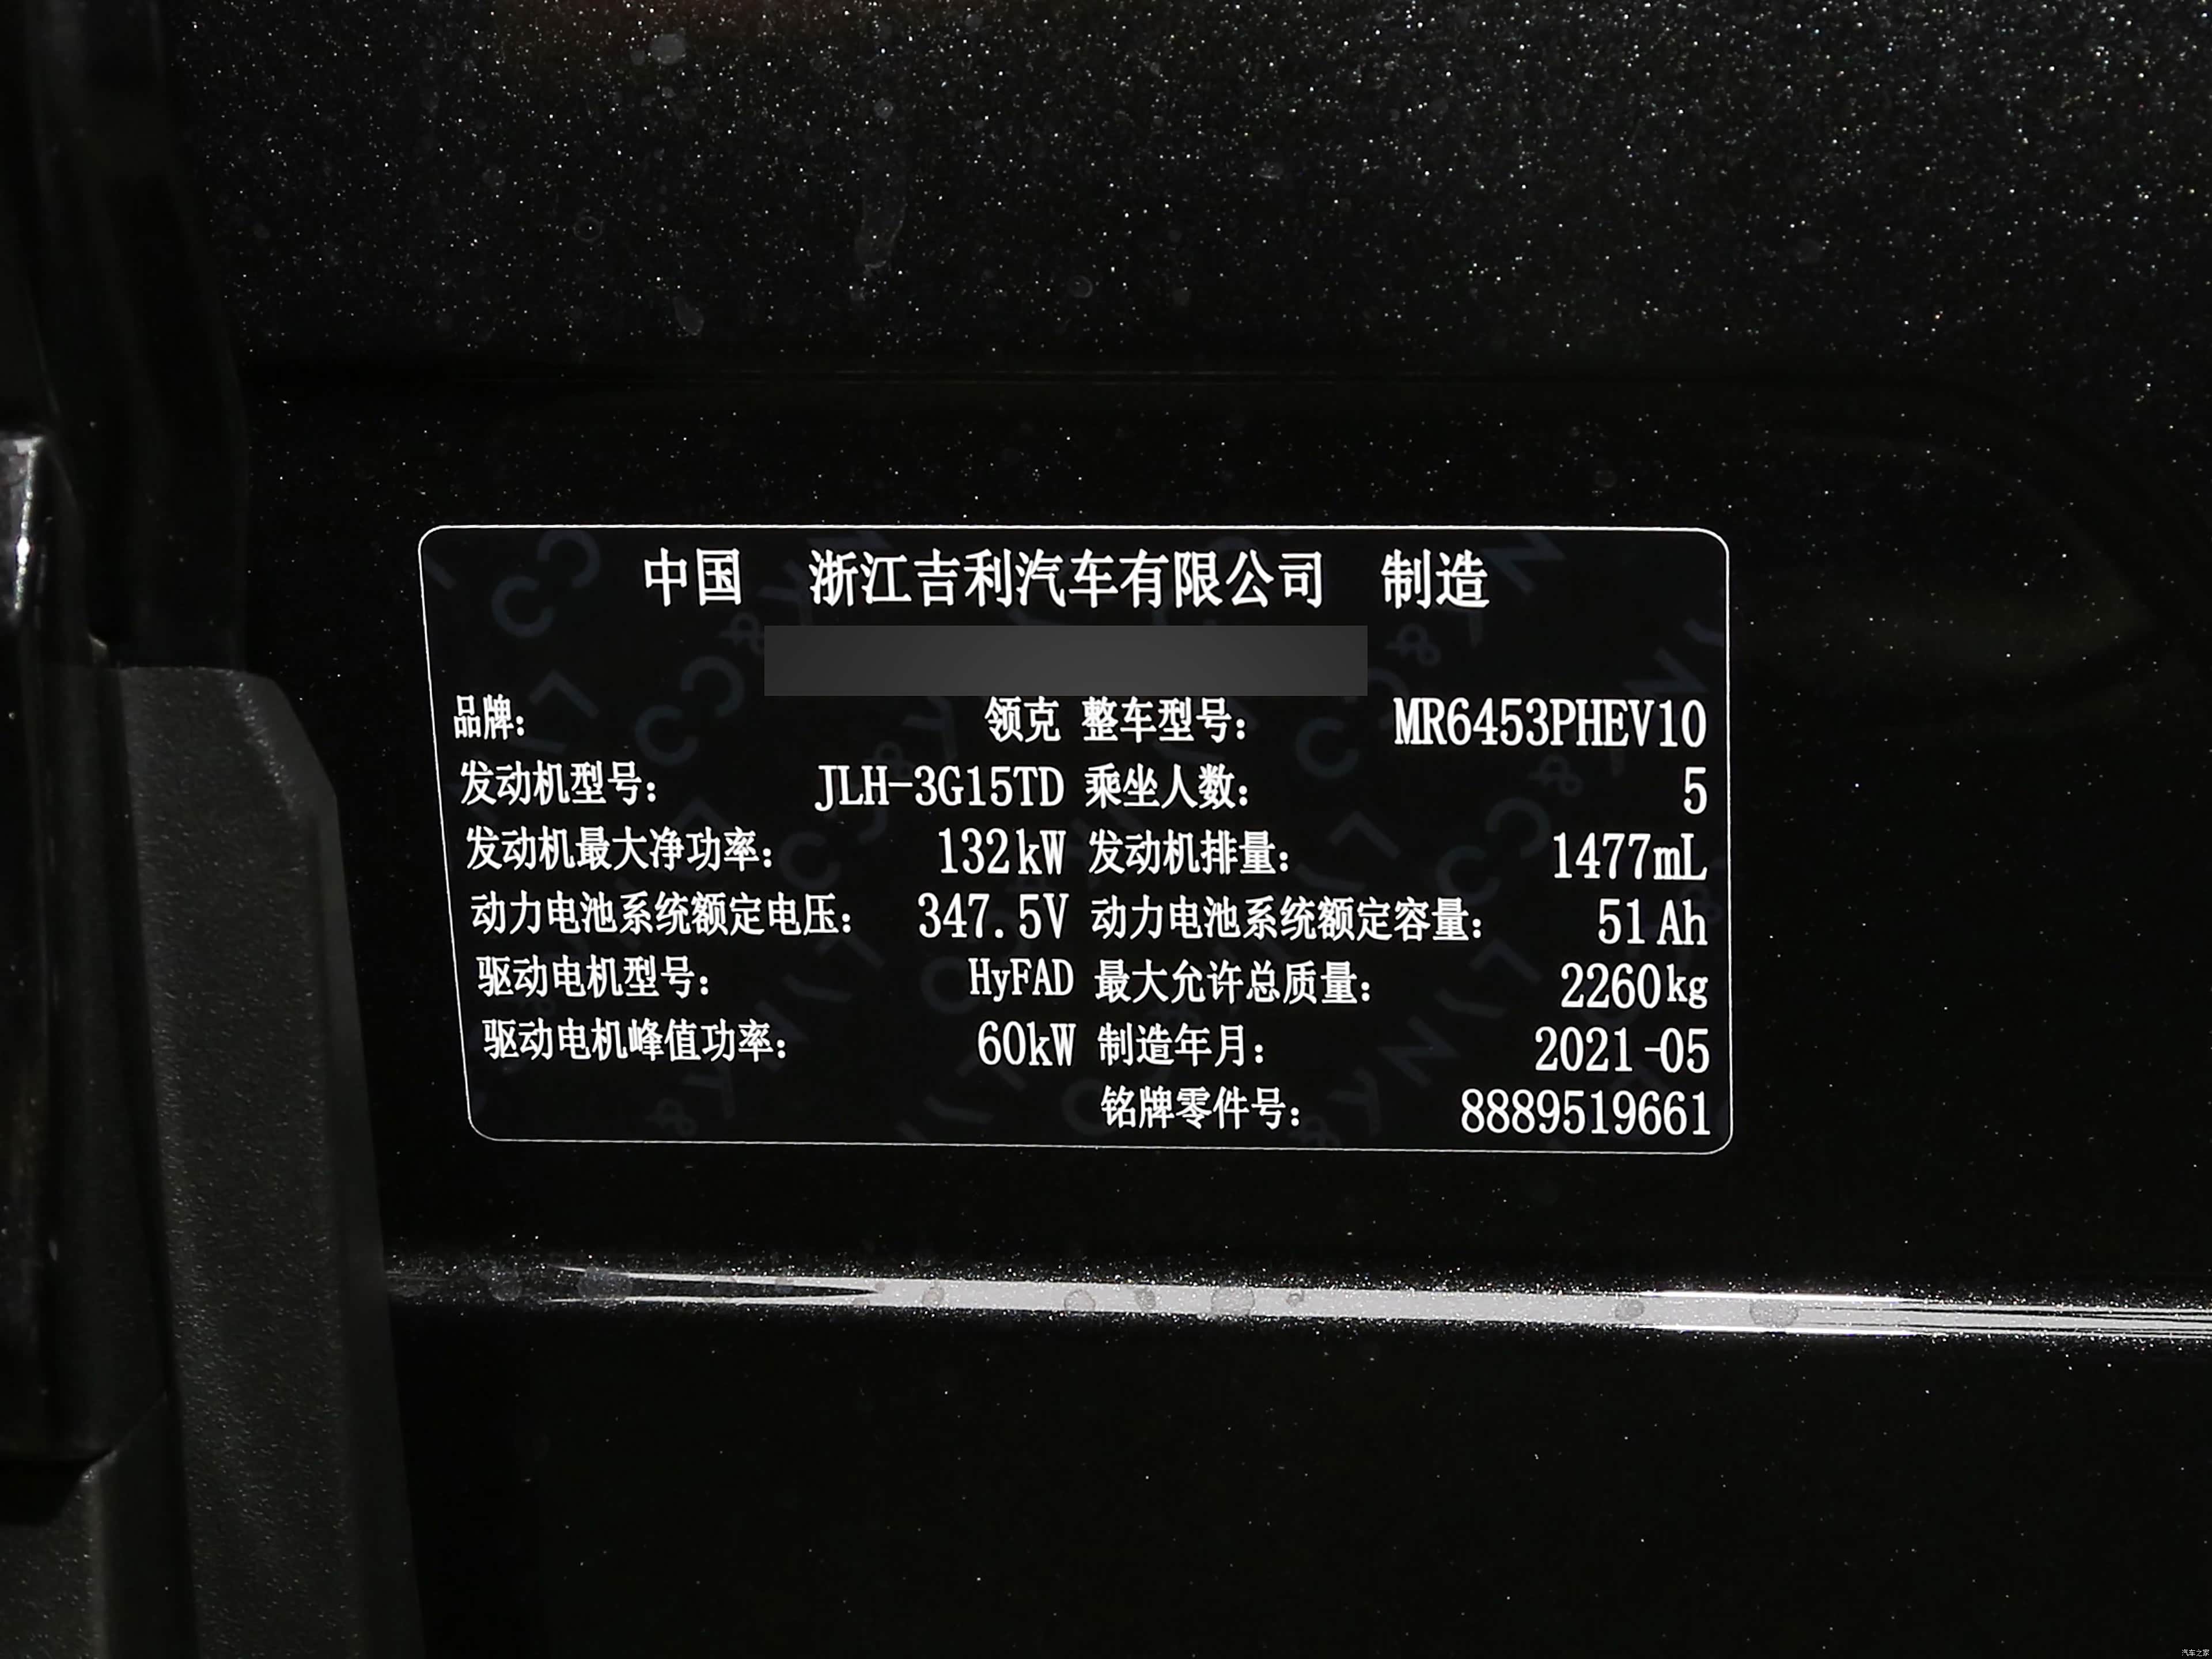 中国 浙江吉利汽车有限公司 制造
品牌: 领克 整车型号: MR6453PHEV10
发动机型号: JLH-3G15TD 乘坐人数: 5
发动机最大净功率: 132kW 发动机排量: 1477mL
动力电池系统额定电压: 347.5V 动力电池系统额定容量: 51Ah
驱动电机型号: HyFAD 最大允许总质量: 2260kg
驱动电机峰值功率: 60kW 制造年月: 2021-05
铭牌零件号: 8889519661
汽车之家